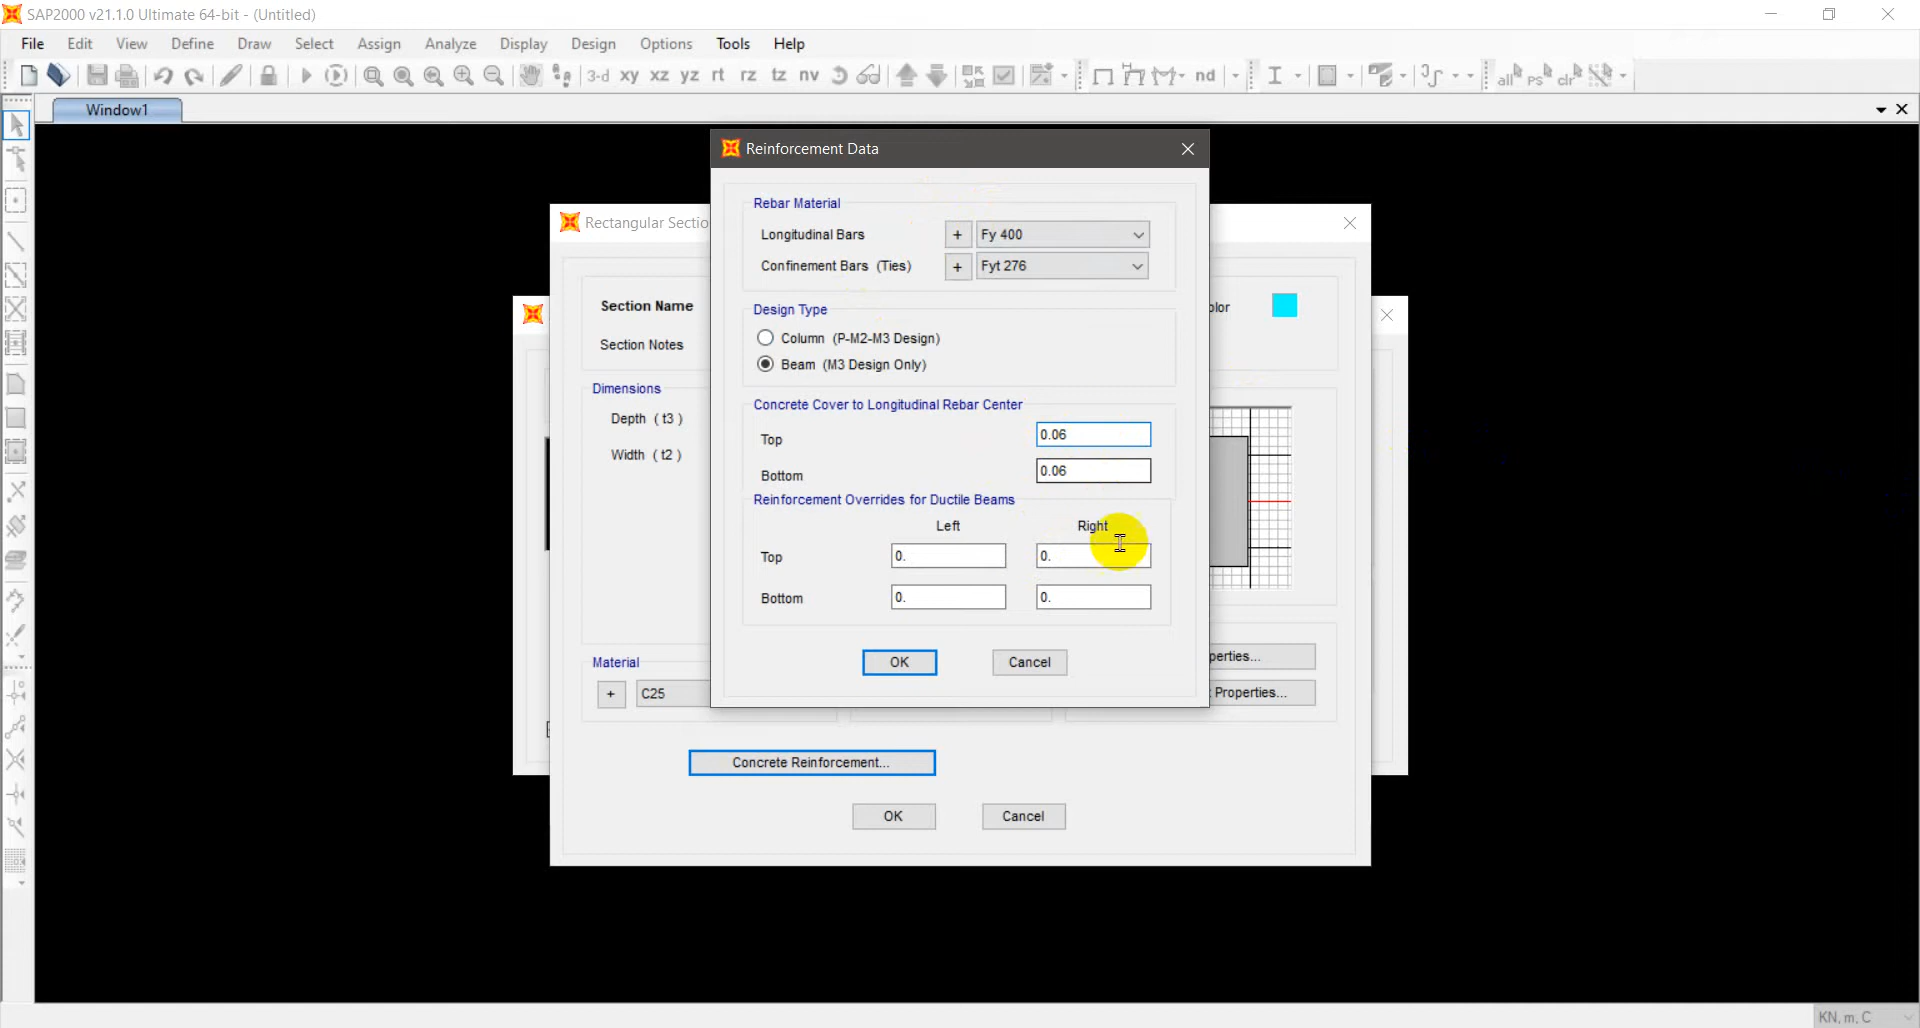 SAP2000 v21.1.0 Ultimate 64-bit - (Untitled)
File Edit View Define Draw Select Assign Analyze Display Design Options Tools Help
3-d xy xz yz rt rz tz nv nd all PS clr
Window1
Reinforcement Data
Rebar Material
Longitudinal Bars + Fy 400
Confinement Bars (Ties) + Fyt 276
Design Type
Column (P-M2-M3 Design)
Beam (M3 Design Only)
Concrete Cover to Longitudinal Rebar Center
Top 0.06
Bottom 0.06
Reinforcement Overrides for Ductile Beams
Left Right
Top 0. 0.
Bottom 0. 0.
OK Cancel
Rectangular Sectio
Section Name olor
Section Notes
Dimensions
Depth ( t3 )
Width ( t2 )
perties...
Material
+ C25
: Properties...
Concrete Reinforcement...
OK Cancel
KN, m, C